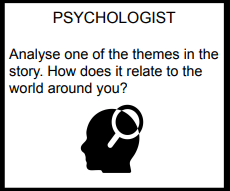 PSYCHOLOGIST
Analyse one of the themes in the
story. How does it relate to the
world around you?